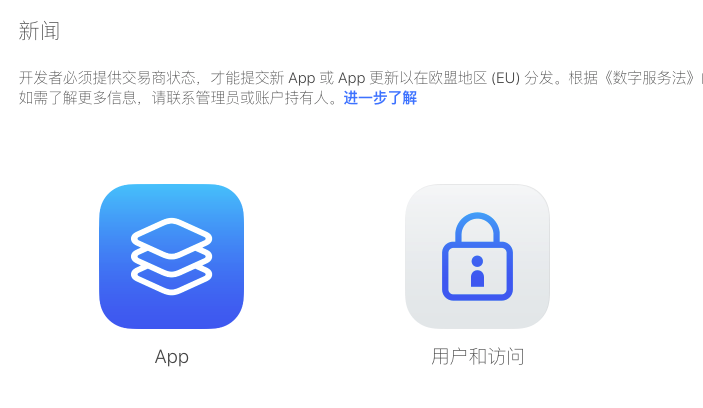 新闻
开发者必须提供交易商状态，才能提交新 App 或 App 更新以在欧盟地区 (EU) 分发。根据《数字服务法》
如需了解更多信息，请联系管理员或账户持有人。进一步了解
App
用户和访问